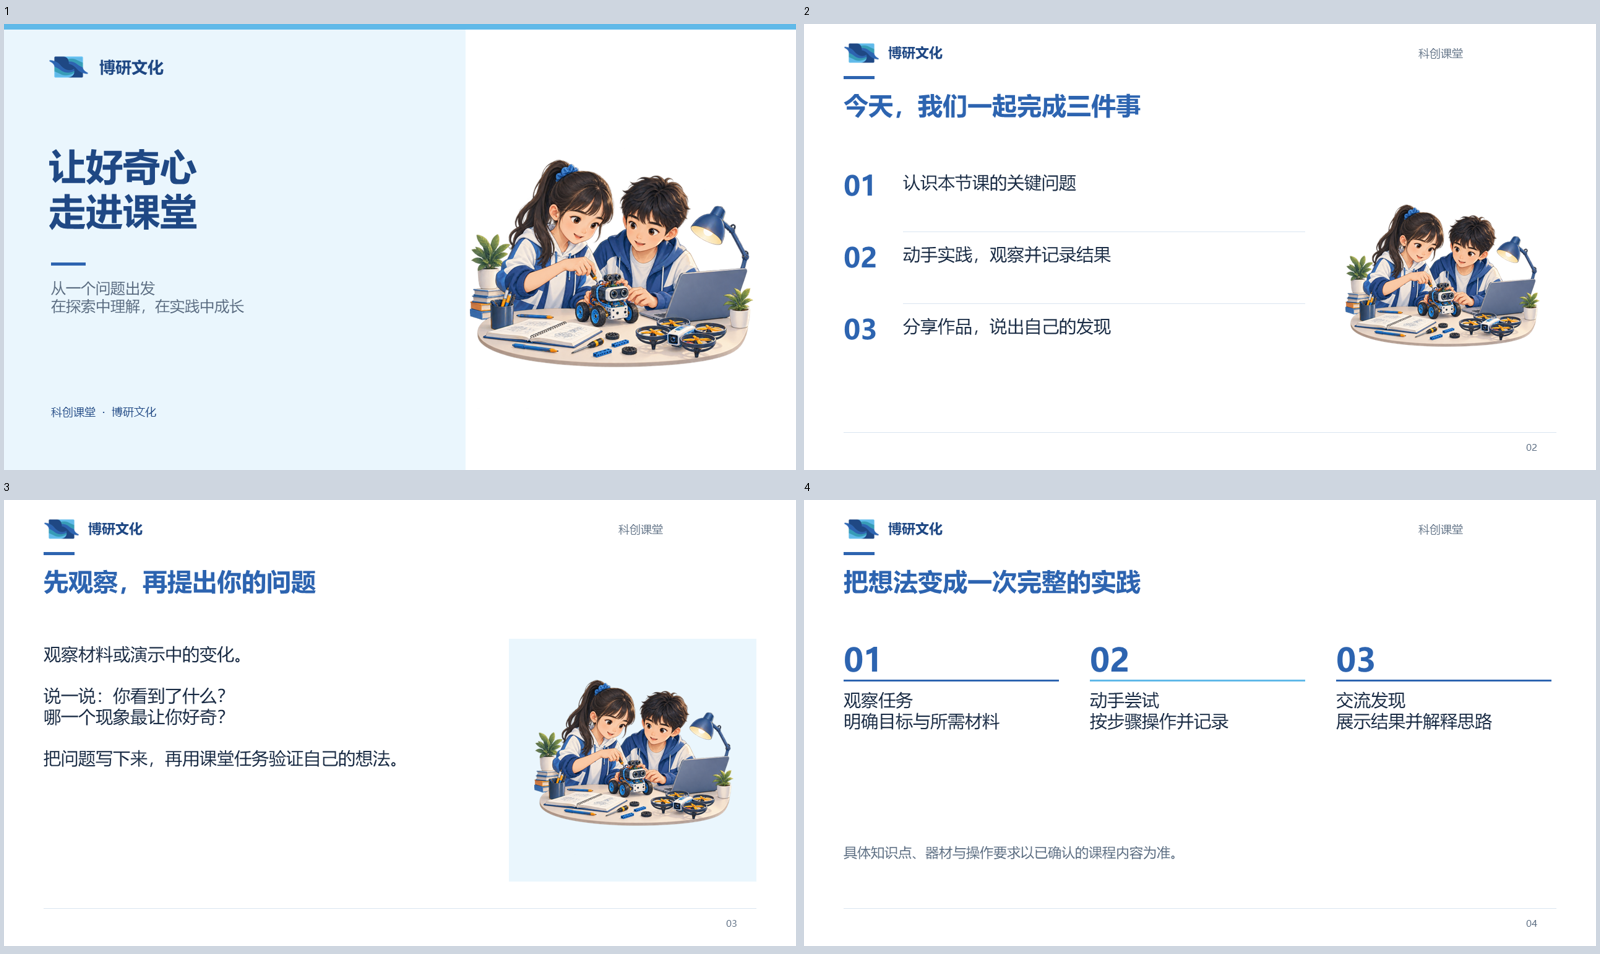 1
博研文化
让好奇心
走进课堂
从一个问题出发
在探索中理解，在实践中成长
科创课堂 · 博研文化
2
博研文化
科创课堂
今天，我们一起完成三件事
01
认识本节课的关键问题
02
动手实践，观察并记录结果
03
分享作品，说出自己的发现
02
3
博研文化
科创课堂
先观察，再提出你的问题
观察材料或演示中的变化。
说一说：你看到了什么？
哪一个现象最让你好奇？
把问题写下来，再用课堂任务验证自己的想法。
03
4
博研文化
科创课堂
把想法变成一次完整的实践
01
观察任务
明确目标与所需材料
02
动手尝试
按步骤操作并记录
03
交流发现
展示结果并解释思路
具体知识点、器材与操作要求以已确认的课程内容为准。
04